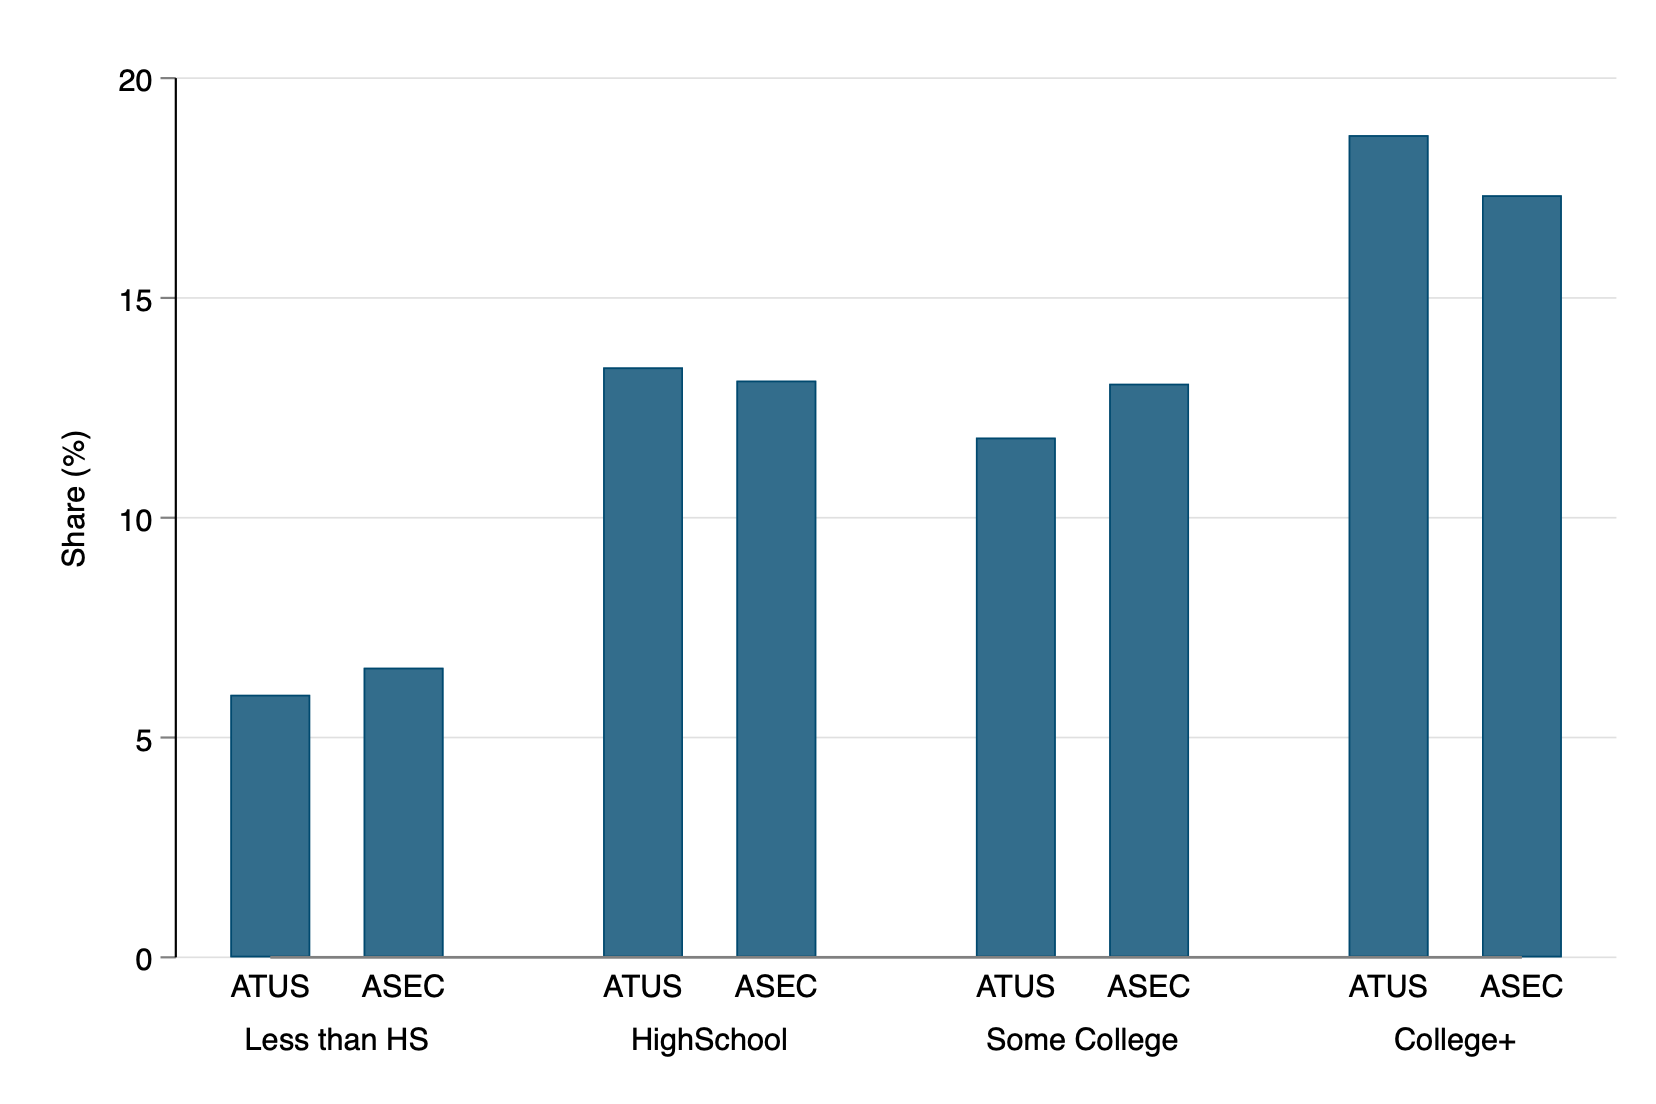 Share (%)
20
15
10
5
0
ATUS ASEC ATUS ASEC ATUS ASEC ATUS ASEC
Less than HS HighSchool Some College College+